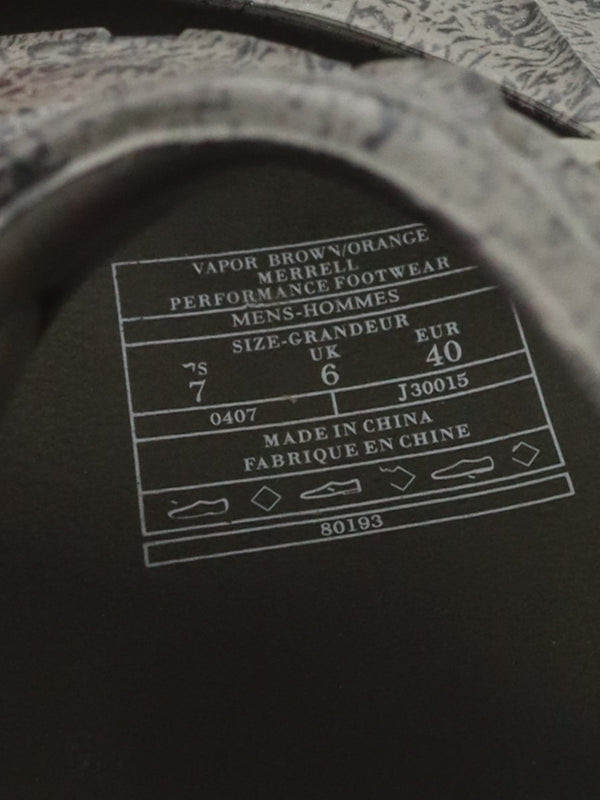 VAPOR BROWN/ORANGE
MERRELL
PERFORMANCE FOOTWEAR
MENS-HOMMES
SIZE-GRANDEUR
US UK EUR
7 6 40
0407 J30015
MADE IN CHINA
FABRIQUE EN CHINE
80193